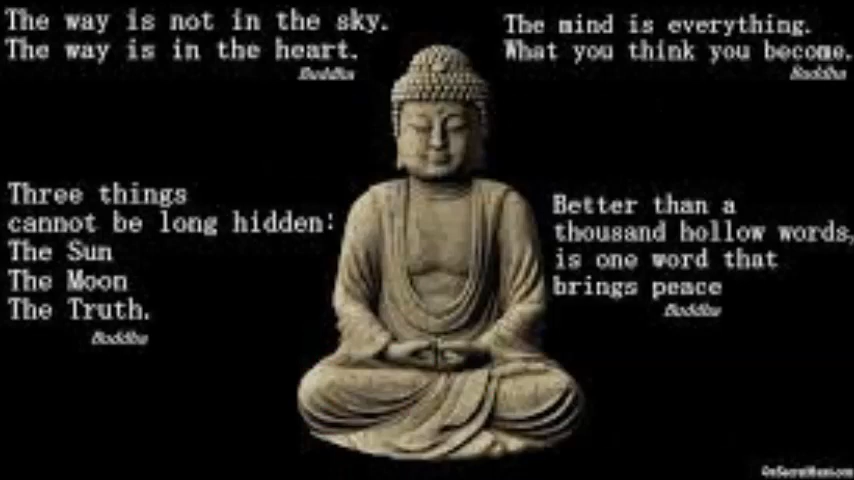 The way is not in the sky.
The way is in the heart.
Buddha
The mind is everything.
What you think you become.
Buddha
Three things
cannot be long hidden:
The Sun
The Moon
The Truth.
Buddha
Better than a
thousand hollow words,
is one word that
brings peace
Buddha